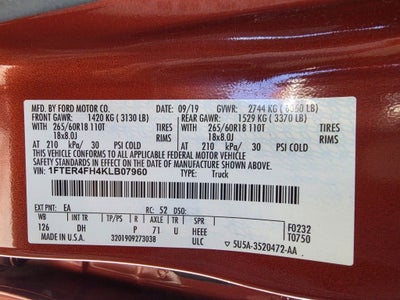 MFD. BY FORD MOTOR CO. 09/19 GVWR: 2744 KG ( LB)
FRONT GAWR: 1420 KG ( 3130 LB) REAR GAWR: 1529 KG ( 3370 LB)
WITH 265/60R18 110T TIRES WITH 265/60R18 110T TIRES
18x8.0J RIMS 18x8.0J RIMS
AT 210 kPa/ 30 PSI COLD AT 210 kPa/ 30 PSI COLD
THIS VEHICLE CONFORMS TO ALL APPLICABLE FEDERAL MOTOR VEHICLE
SAFETY AND THEFT PREVENTION STANDARDS IN EFFECT ON THE DATE OF
MANUFACTURE SHOWN ABOVE.
VIN: 1FTER4FH4KLB07960 TYPE: Truck
EXT PNT: EA RC: 52 DSO:
WB INT TR TP/PS R AXLE TR SPR
126 DH P 71 U HEEE
MADE IN U.S.A. 3201909273038 ULC
F0232
T0750
5U5A-3520472-AA